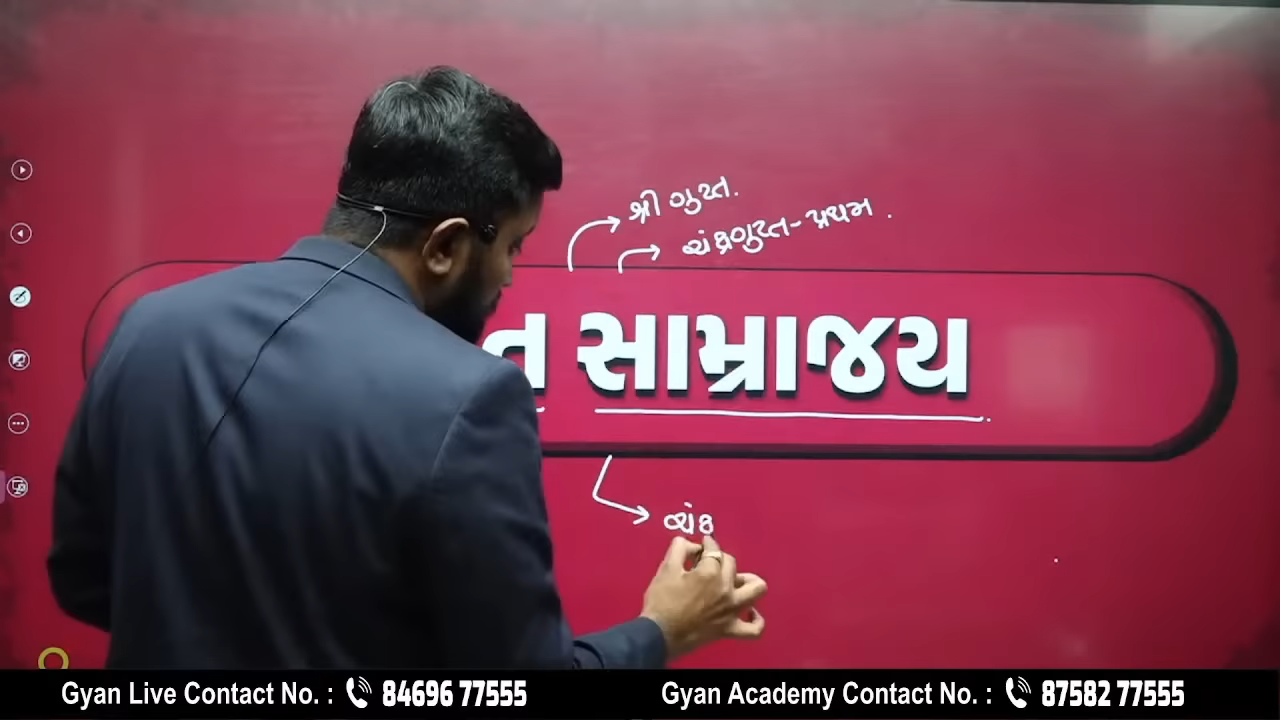 શ્રી ગુપ્ત.
ચંદ્રગુપ્ત-પ્રથમ.
ત સામ્રાજય
ચંદ્ર
Gyan Live Contact No. : 84696 77555
Gyan Academy Contact No. : 87582 77555